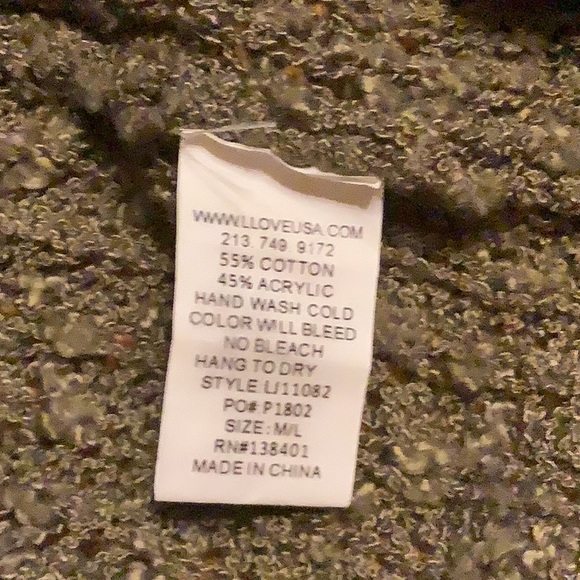 WWW.LLOVEUSA.COM
213. 749. 9172
55% COTTON
45% ACRYLIC
HAND WASH COLD
COLOR WILL BLEED
NO BLEACH
HANG TO DRY
STYLE LJ11082
PO# P1802
SIZE: M/L
RN#138401
MADE IN CHINA